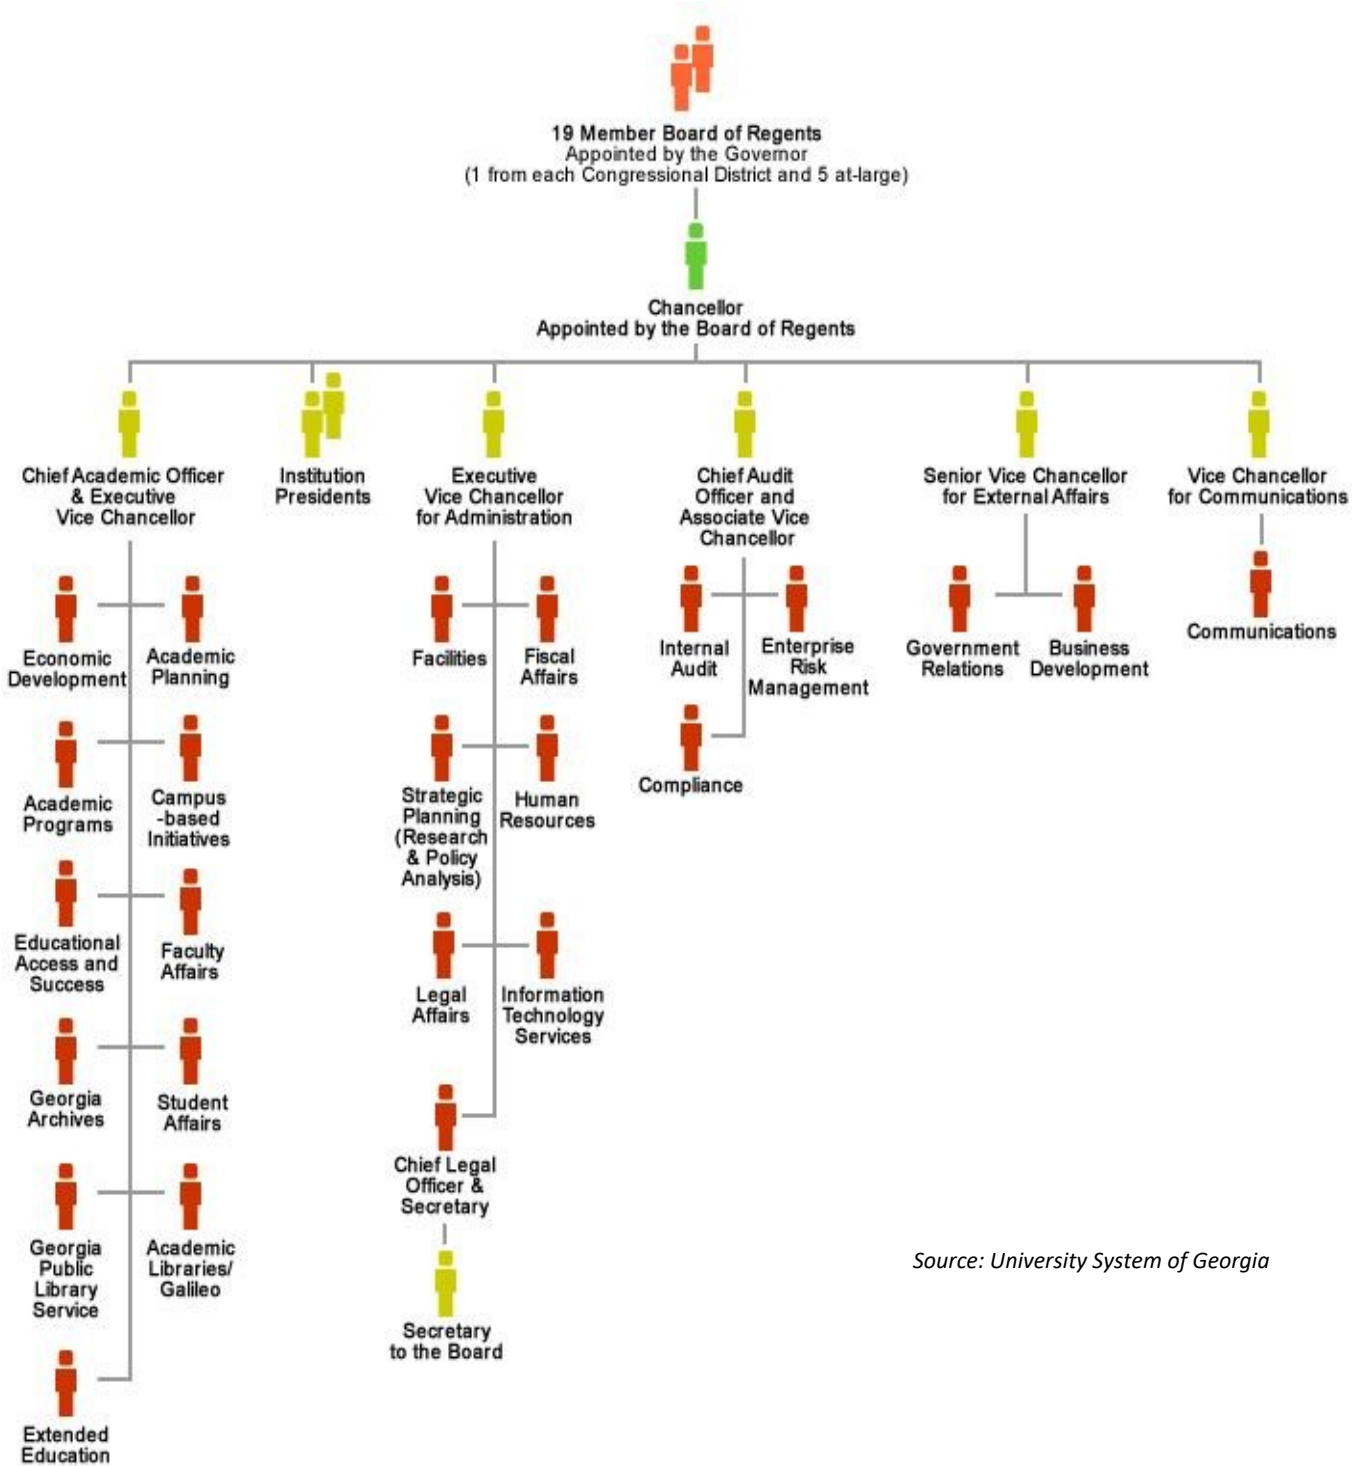 19 Member Board of Regents
Appointed by the Governor
(1 from each Congressional District and 5 at-large)
Chancellor
Appointed by the Board of Regents
Chief Academic Officer
& Executive
Vice Chancellor
Institution
Presidents
Executive
Vice Chancellor
for Administration
Chief Audit
Officer and
Associate Vice
Chancellor
Senior Vice Chancellor
for External Affairs
Vice Chancellor
for Communications
Economic
Development
Academic
Planning
Academic
Programs
Campus
-based
Initiatives
Educational
Access and
Success
Faculty
Affairs
Georgia
Archives
Student
Affairs
Georgia
Public
Library
Service
Academic
Libraries/
Galileo
Extended
Education
Facilities
Fiscal
Affairs
Strategic
Planning
(Research
& Policy
Analysis)
Human
Resources
Legal
Affairs
Information
Technology
Services
Chief Legal
Officer &
Secretary
Secretary
to the Board
Internal
Audit
Enterprise
Risk
Management
Compliance
Government
Relations
Business
Development
Communications
Source: University System of Georgia